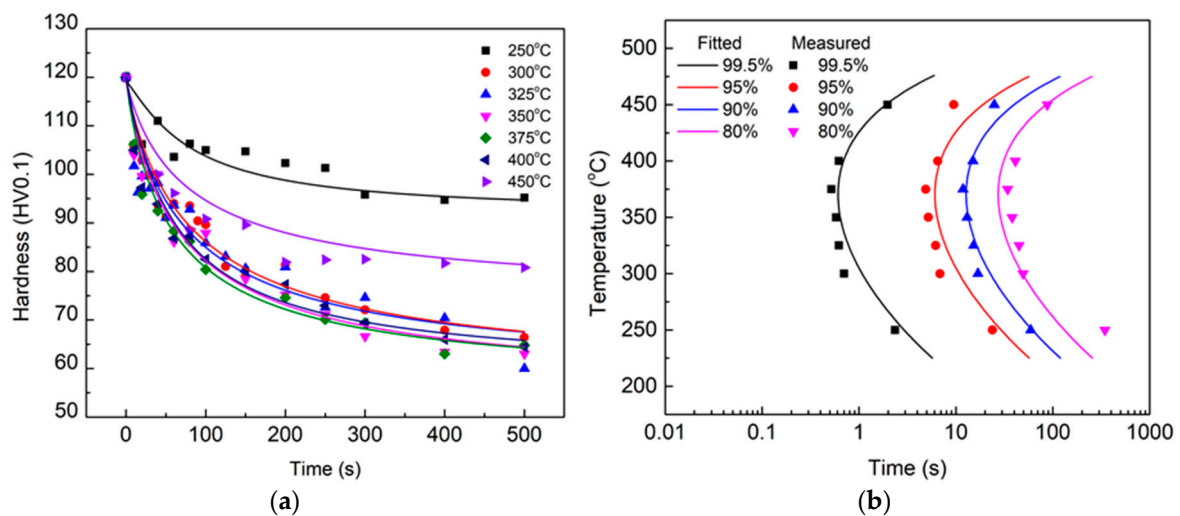 130
120
110
100
90
80
70
60
50
0
100
200
300
400
500
Hardness (HV0.1)
Time (s)
250°C
300°C
325°C
350°C
375°C
400°C
450°C
(a)
500
450
400
350
300
250
200
0.01
0.1
1
10
100
1000
Temperature (°C)
Time (s)
Fitted Measured
99.5% 99.5%
95% 95%
90% 90%
80% 80%
(b)